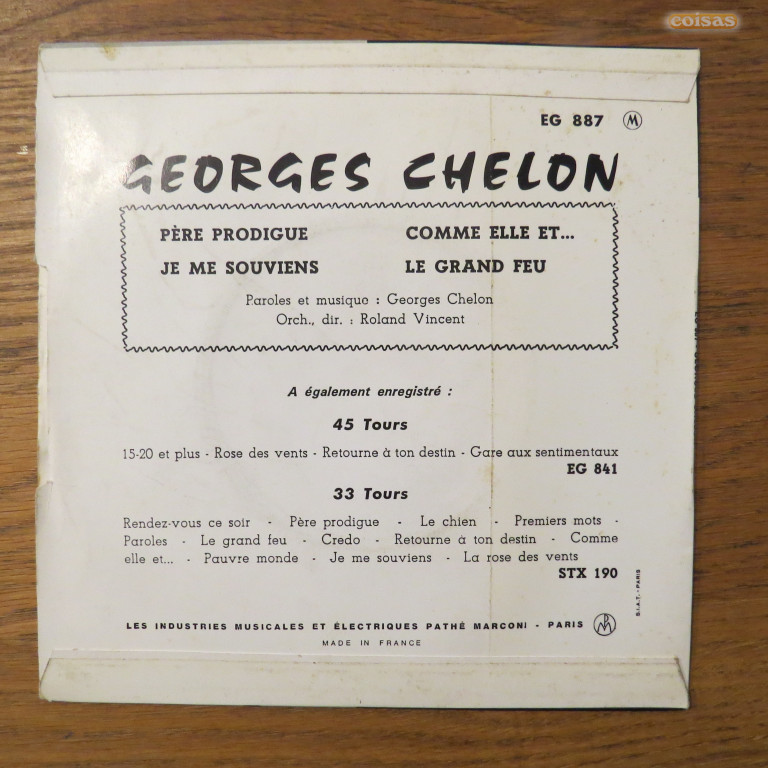 coisas
EG 887 M
GEORGES CHELON
PÈRE PRODIGUE COMME ELLE ET...
JE ME SOUVIENS LE GRAND FEU
Paroles et musique : Georges Chelon
Orch., dir. : Roland Vincent
A également enregistré :
45 Tours
15-20 et plus - Rose des vents - Retourne à ton destin - Gare aux sentimentaux
EG 841
33 Tours
Rendez-vous ce soir - Père prodigue - Le chien - Premiers mots -
Paroles - Le grand feu - Credo - Retourne à ton destin - Comme
elle et... - Pauvre monde - Je me souviens - La rose des vents
STX 190
S.I.A.T. - PARIS
LES INDUSTRIES MUSICALES ET ÉLECTRIQUES PATHÉ MARCONI - PARIS PM
MADE IN FRANCE